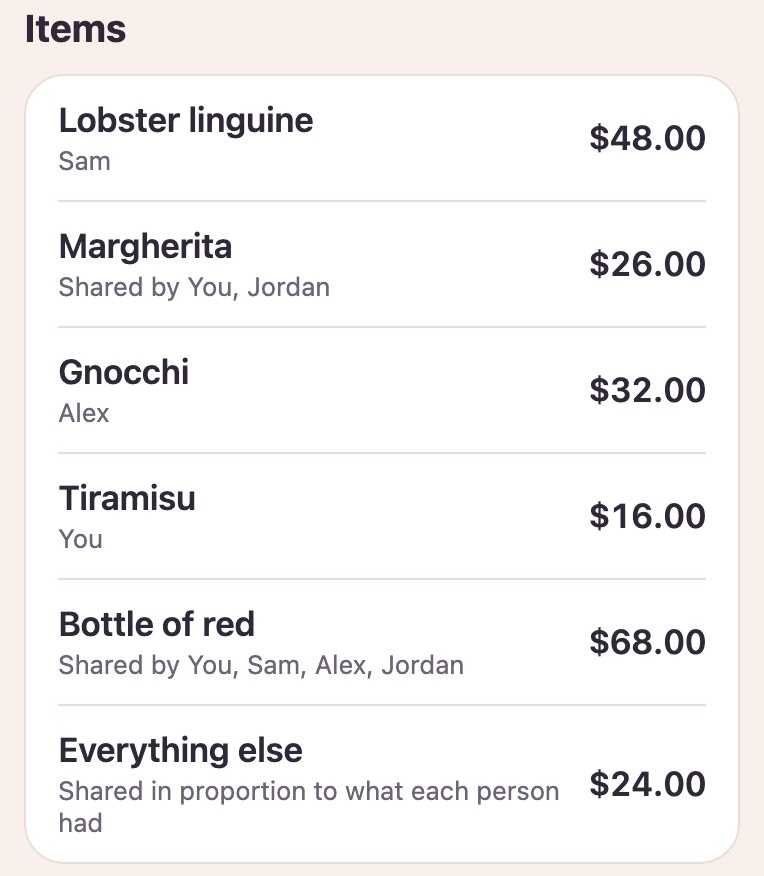 Items
Lobster linguine
$48.00
Sam
Margherita
$26.00
Shared by You, Jordan
Gnocchi
$32.00
Alex
Tiramisu
$16.00
You
Bottle of red
$68.00
Shared by You, Sam, Alex, Jordan
Everything else
$24.00
Shared in proportion to what each person
had